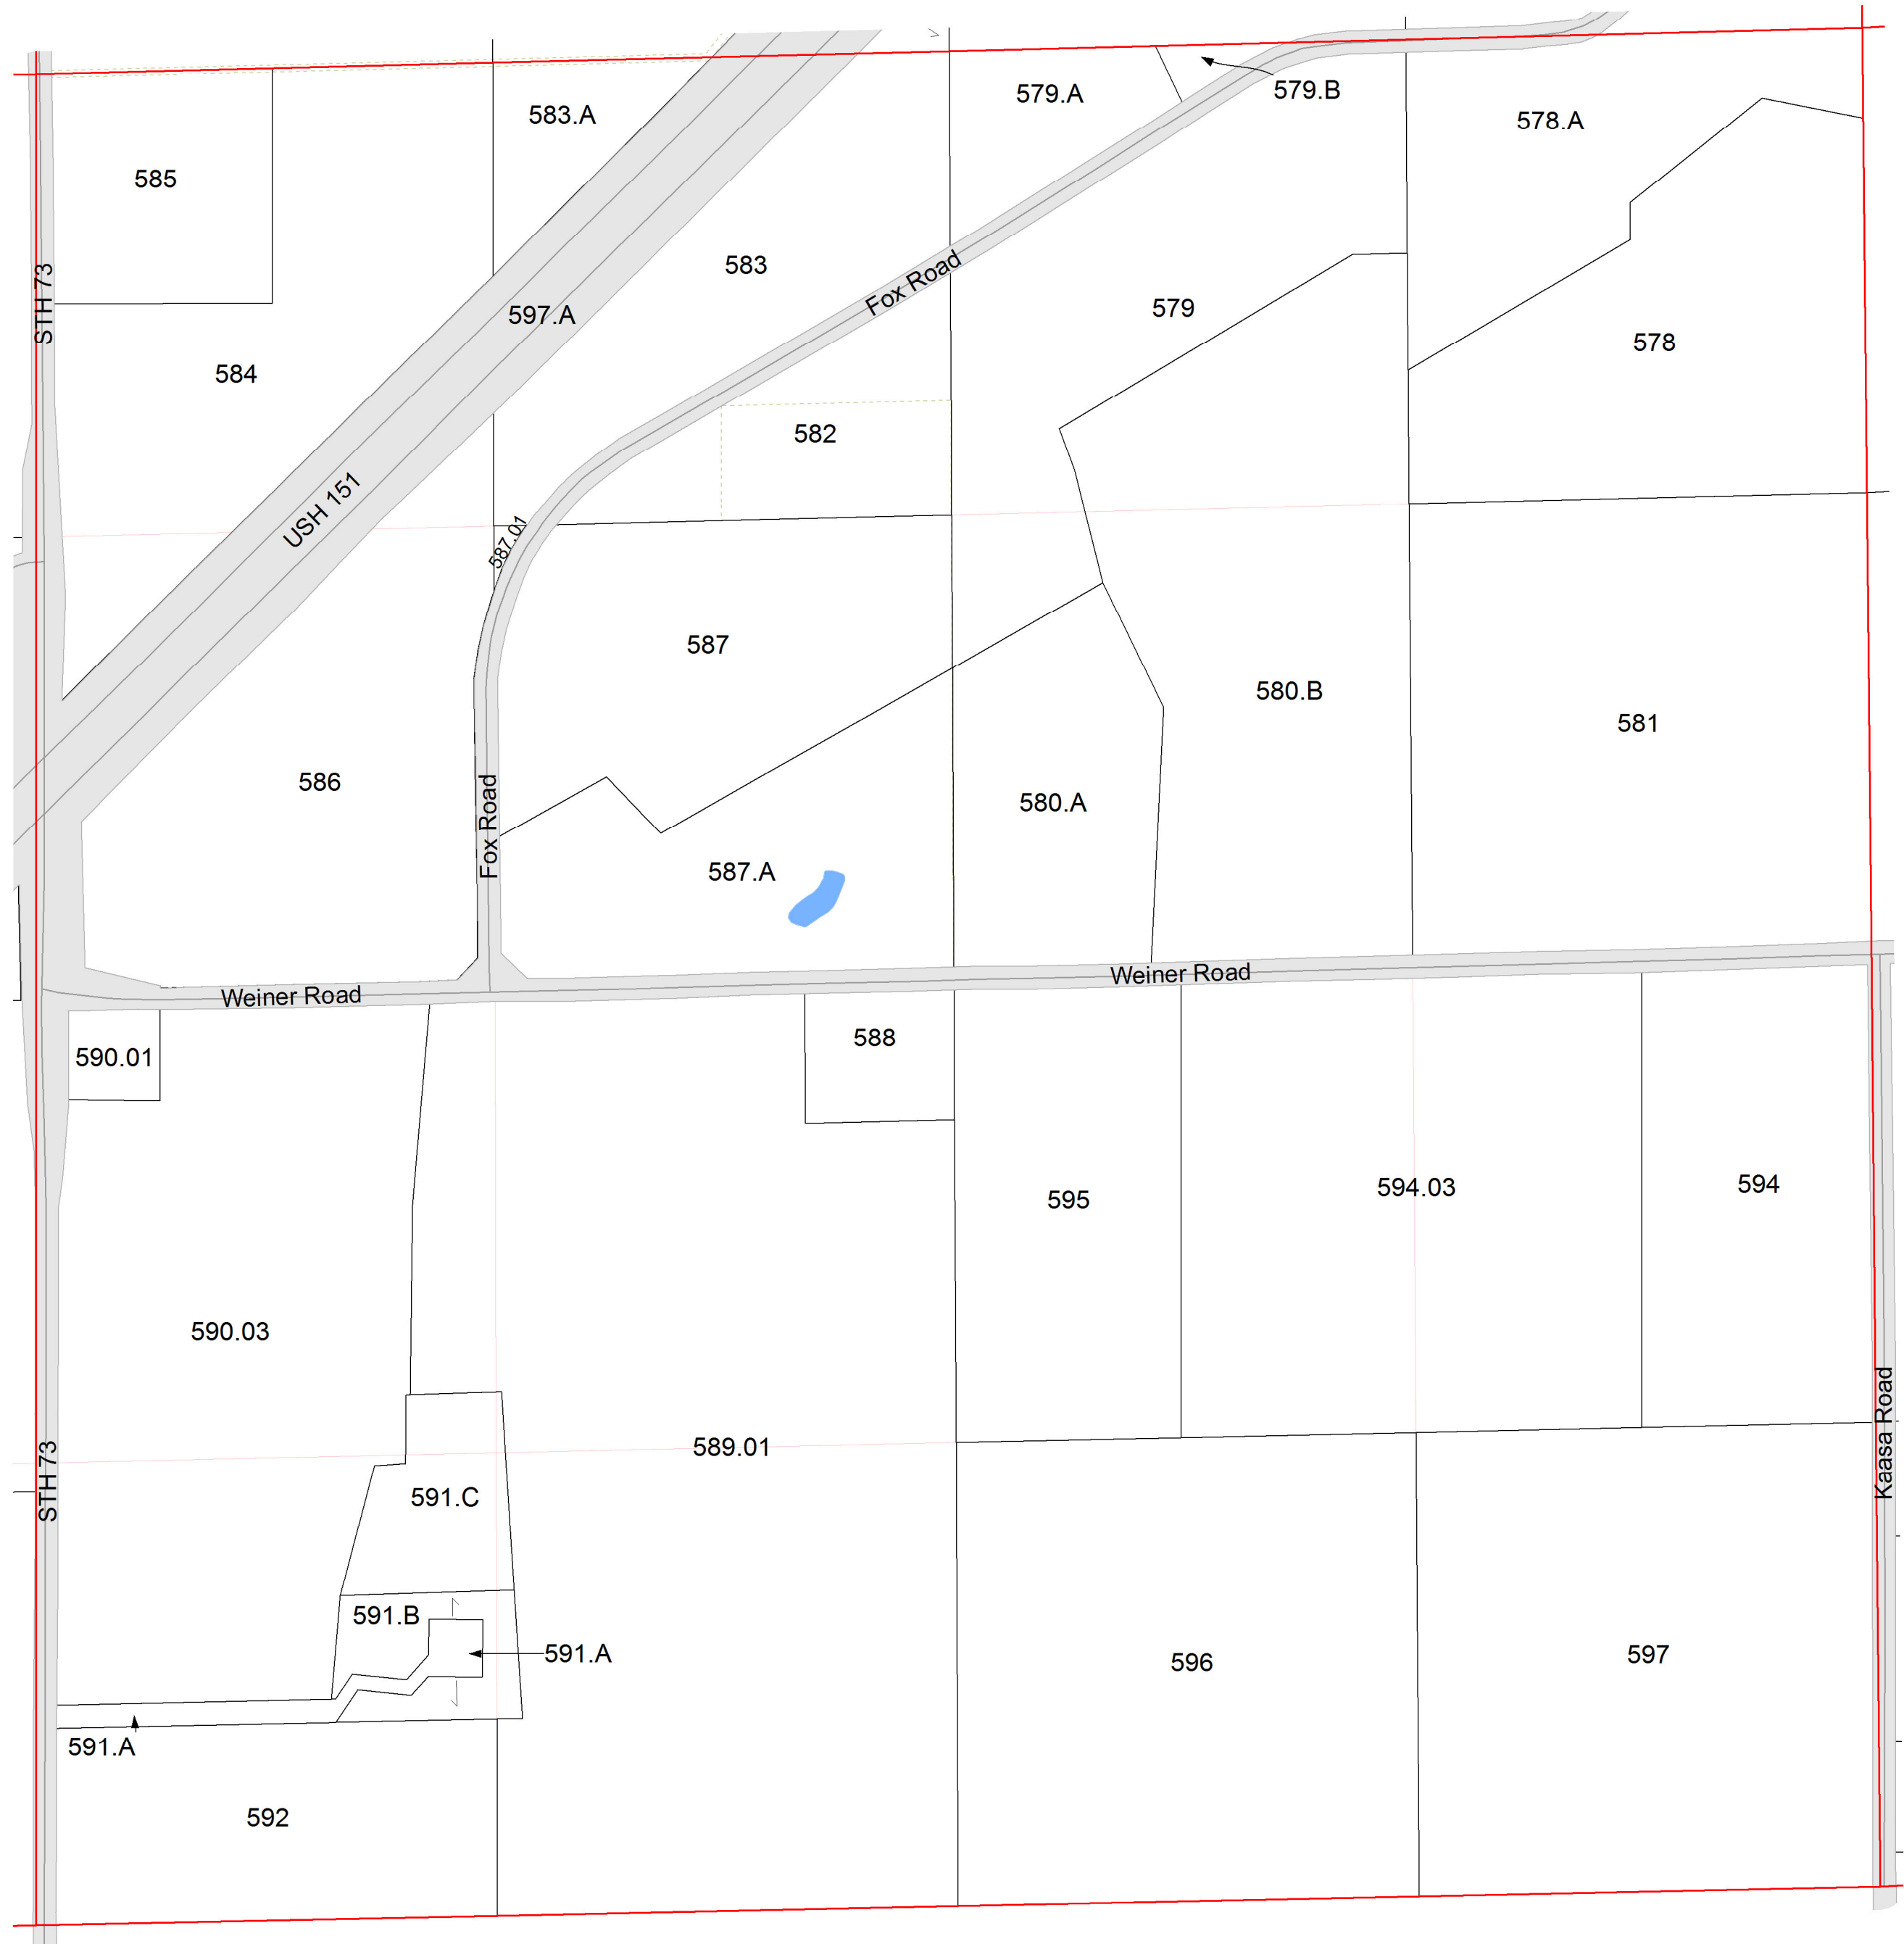 579.A
579.B
583.A
578.A
585
583
STH 73
597.A
Fox Road
579
578
584
582
USH 151
587.01
587
580.B
581
586
Fox Road
580.A
587.A
Weiner Road
Weiner Road
590.01
588
595
594.03
594
590.03
589.01
Kaasa Road
STH 73
591.C
591.B
591.A
596
597
591.A
592